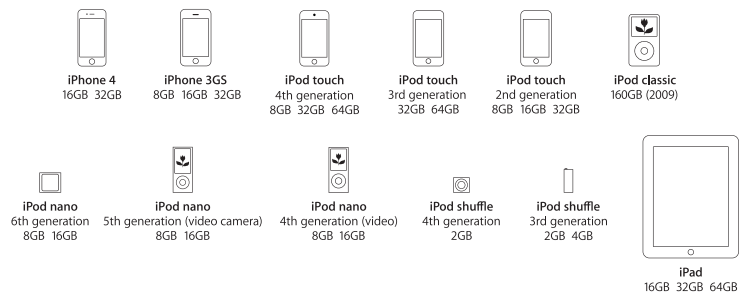 iPhone 4
16GB 32GB
iPhone 3GS
8GB 16GB 32GB
iPod touch
4th generation
8GB 32GB 64GB
iPod touch
3rd generation
32GB 64GB
iPod touch
2nd generation
8GB 16GB 32GB
iPod classic
160GB (2009)
iPod nano
6th generation
8GB 16GB
iPod nano
5th generation (video camera)
8GB 16GB
iPod nano
4th generation (video)
8GB 16GB
iPod shuffle
4th generation
2GB
iPod shuffle
3rd generation
2GB 4GB
iPad
16GB 32GB 64GB